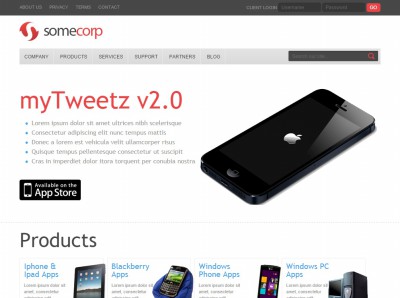 ABOUT US PRIVACY TERMS CONTACT CLIENT LOGIN Username Password GO
somecorp
COMPANY PRODUCTS SERVICES SUPPORT PARTNERS BLOG
myTweetz v2.0
Lorem ipsum dolor sit amet ultrices nibh scelerisque
Consectetur adipiscing elit nunc tempus mattis
Donec a lorem est vehicula velit ullamcorper risus
Quisque tempus pellentesque consectetur ut suscipit
Cras in imperdiet dolor itora torquent per conubia nostra
Available on the
App Store
Products
Iphone & Ipad Apps
Lorem ipsum dolor sit
amet, consectetur
Blackberry Apps
Lorem ipsum dolor sit
amet, consectetur
Windows Phone Apps
Lorem ipsum dolor sit
amet, consectetur
Windows PC Apps
Lorem ipsum dolor sit
amet, consectetur